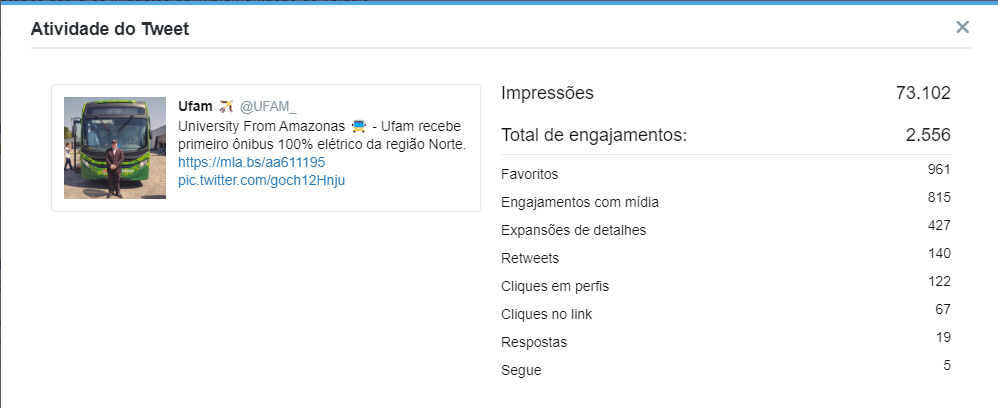 Atividade do Tweet
Ufam @UFAM_
University From Amazonas 🚍 - Ufam recebe
primeiro ônibus 100% elétrico da região Norte.
https://mla.bs/aa611195
pic.twitter.com/goch12Hnju
Impressões 73.102
Total de engajamentos: 2.556
Favoritos 961
Engajamentos com mídia 815
Expansões de detalhes 427
Retweets 140
Cliques em perfis 122
Cliques no link 67
Respostas 19
Segue 5